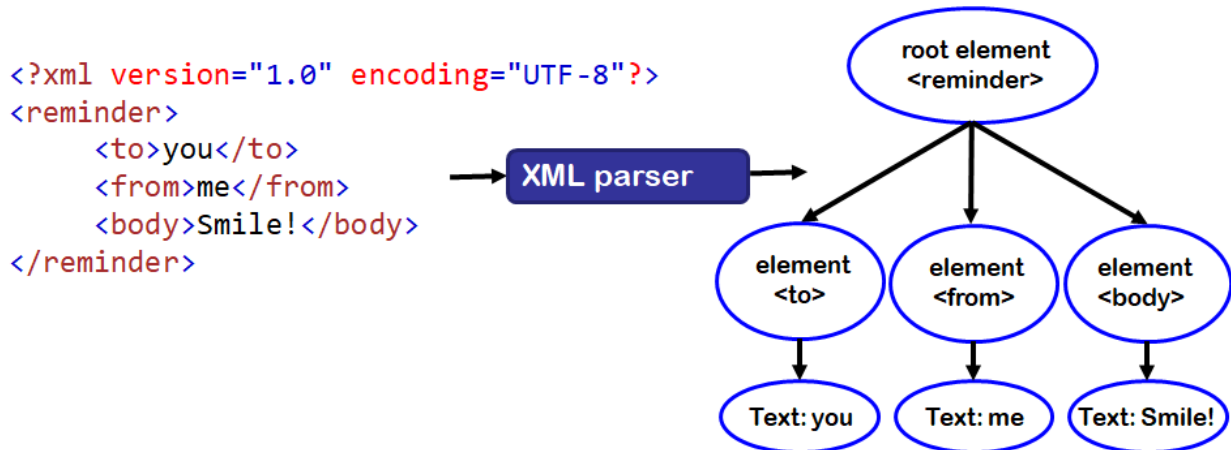 <?xml version="1.0" encoding="UTF-8"?>
<reminder>
<to>you</to>
<from>me</from>
<body>Smile!</body>
</reminder>
XML parser
root element
<reminder>
element
<to>
element
<from>
element
<body>
Text: you
Text: me
Text: Smile!